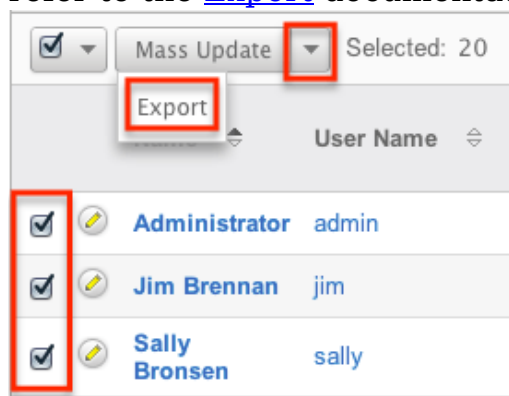 Mass Update Selected: 20
Export
User Name
Administrator admin
Jim Brennan jim
Sally
Bronsen sally